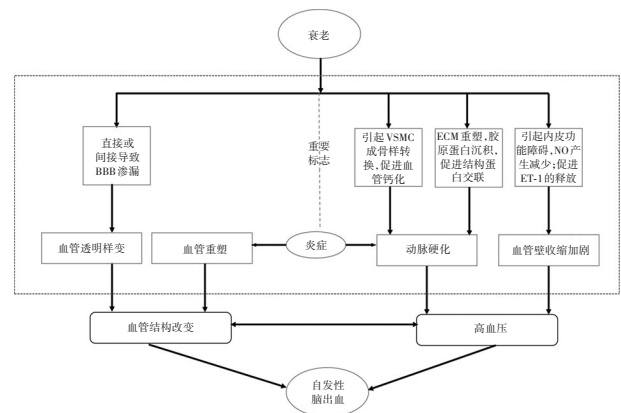 衰老
直接或
间接导致
BBB渗漏
重要
标志
引起VSMC
成骨样转
换,促进血
管钙化
ECM重塑,胶
原蛋白沉积,
促进结构蛋
白交联
引起内皮功
能障碍,NO产
生减少;促进
ET-1的释放
血管透明样变
血管重塑
炎症
动脉硬化
血管壁收缩加剧
血管结构改变
高血压
自发性
脑出血